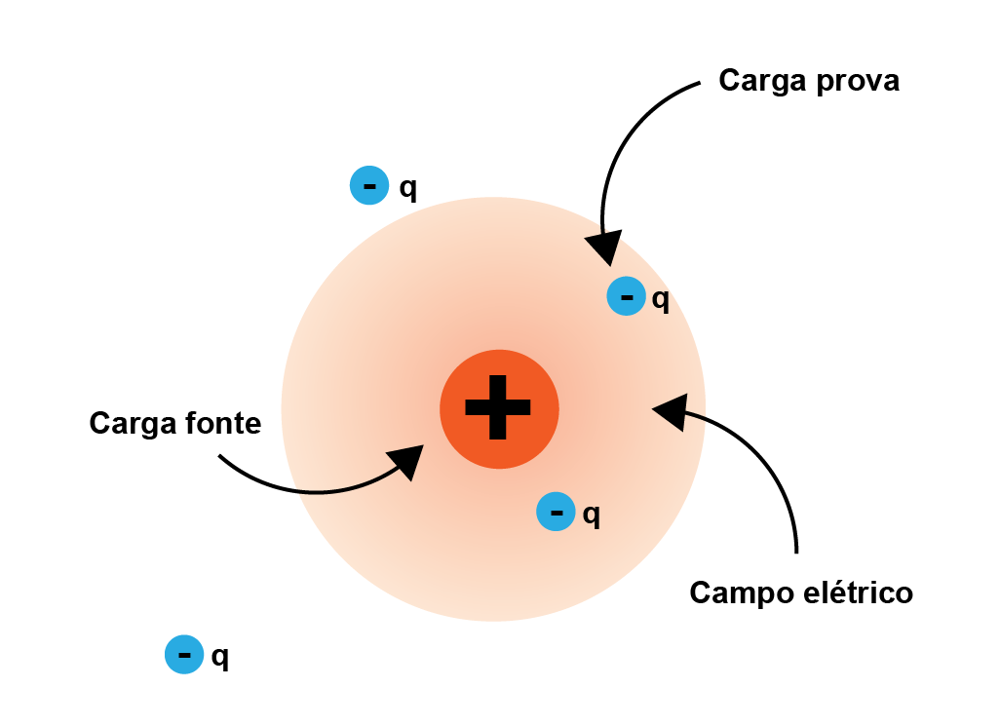 Carga prova
- q
- q
+
Carga fonte
- q
Campo elétrico
- q